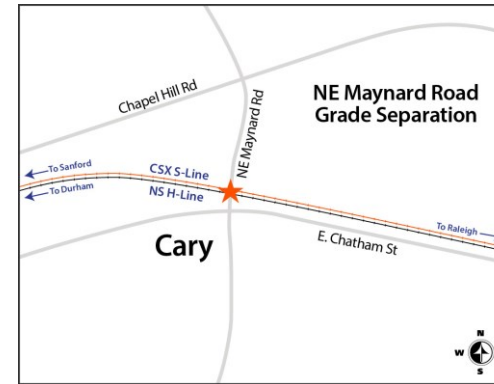 NE Maynard Road
Grade Separation
Chapel Hill Rd
NE Maynard Rd
To Sanford
CSX S-Line
To Durham
NS H-Line
To Raleigh
E. Chatham St
Cary
N
W
S